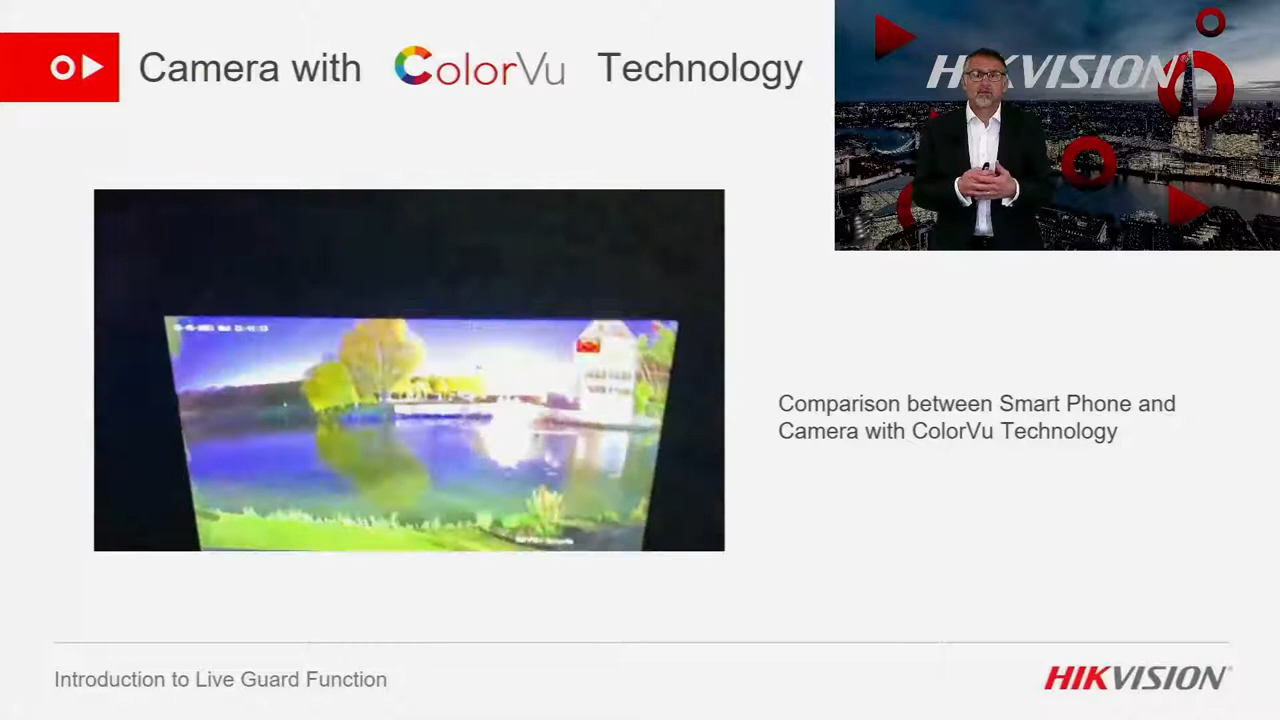 Camera with ColorVu Technology
HIKVISION
Comparison between Smart Phone and
Camera with ColorVu Technology
Introduction to Live Guard Function
HIKVISION